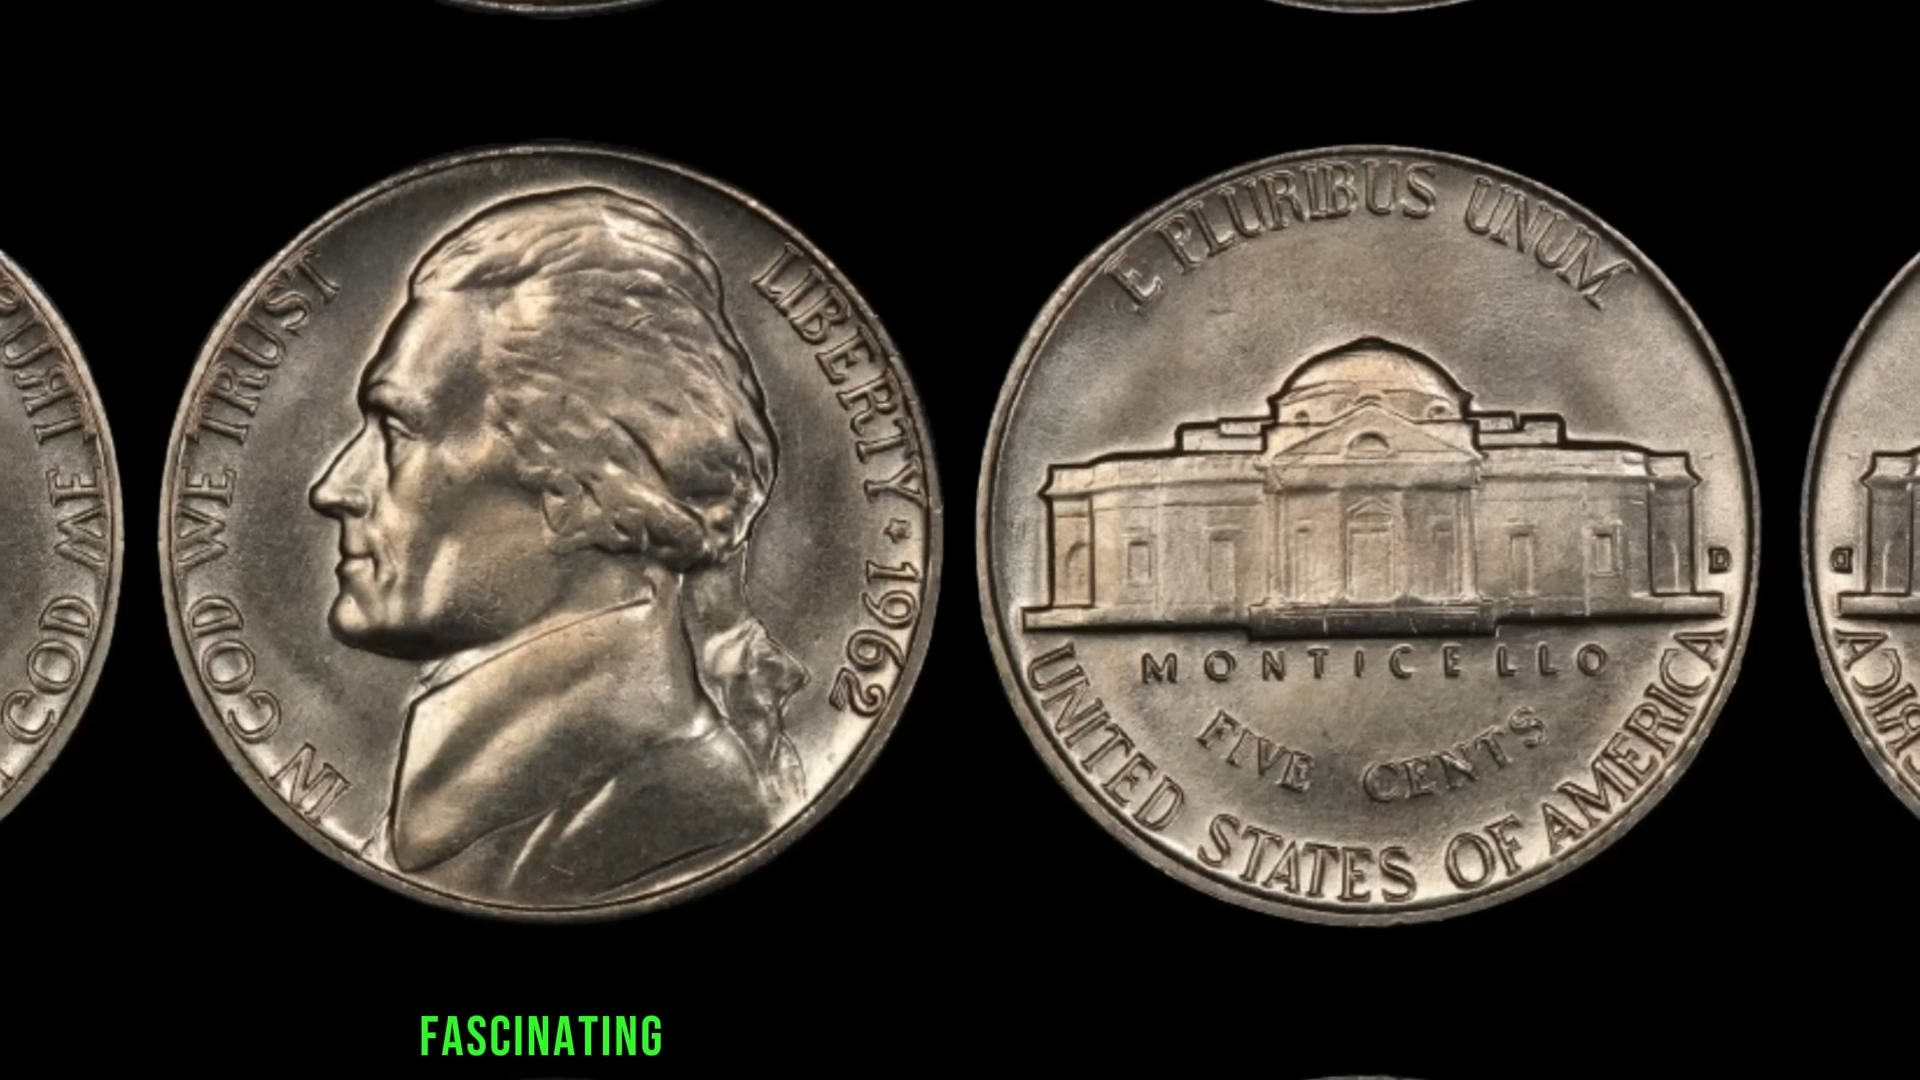 IN GOD WE TRUST
LIBERTY ★ 1962
E PLURIBUS UNUM
D
MONTICELLO
FIVE CENTS
UNITED STATES OF AMERICA
FASCINATING